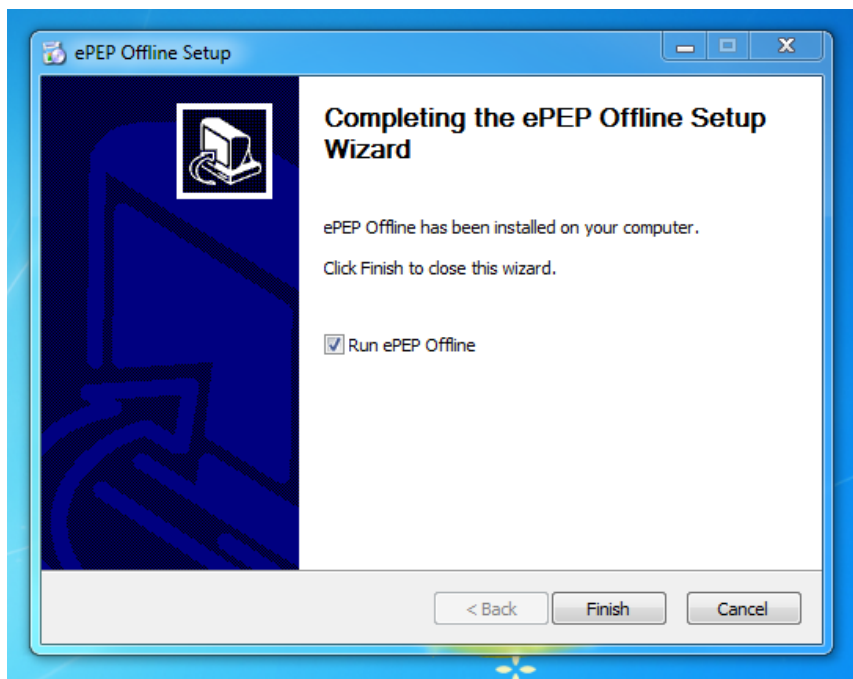 ePEP Offline Setup
Completing the ePEP Offline Setup
Wizard
ePEP Offline has been installed on your computer.
Click Finish to close this wizard.
Run ePEP Offline
< Back
Finish
Cancel